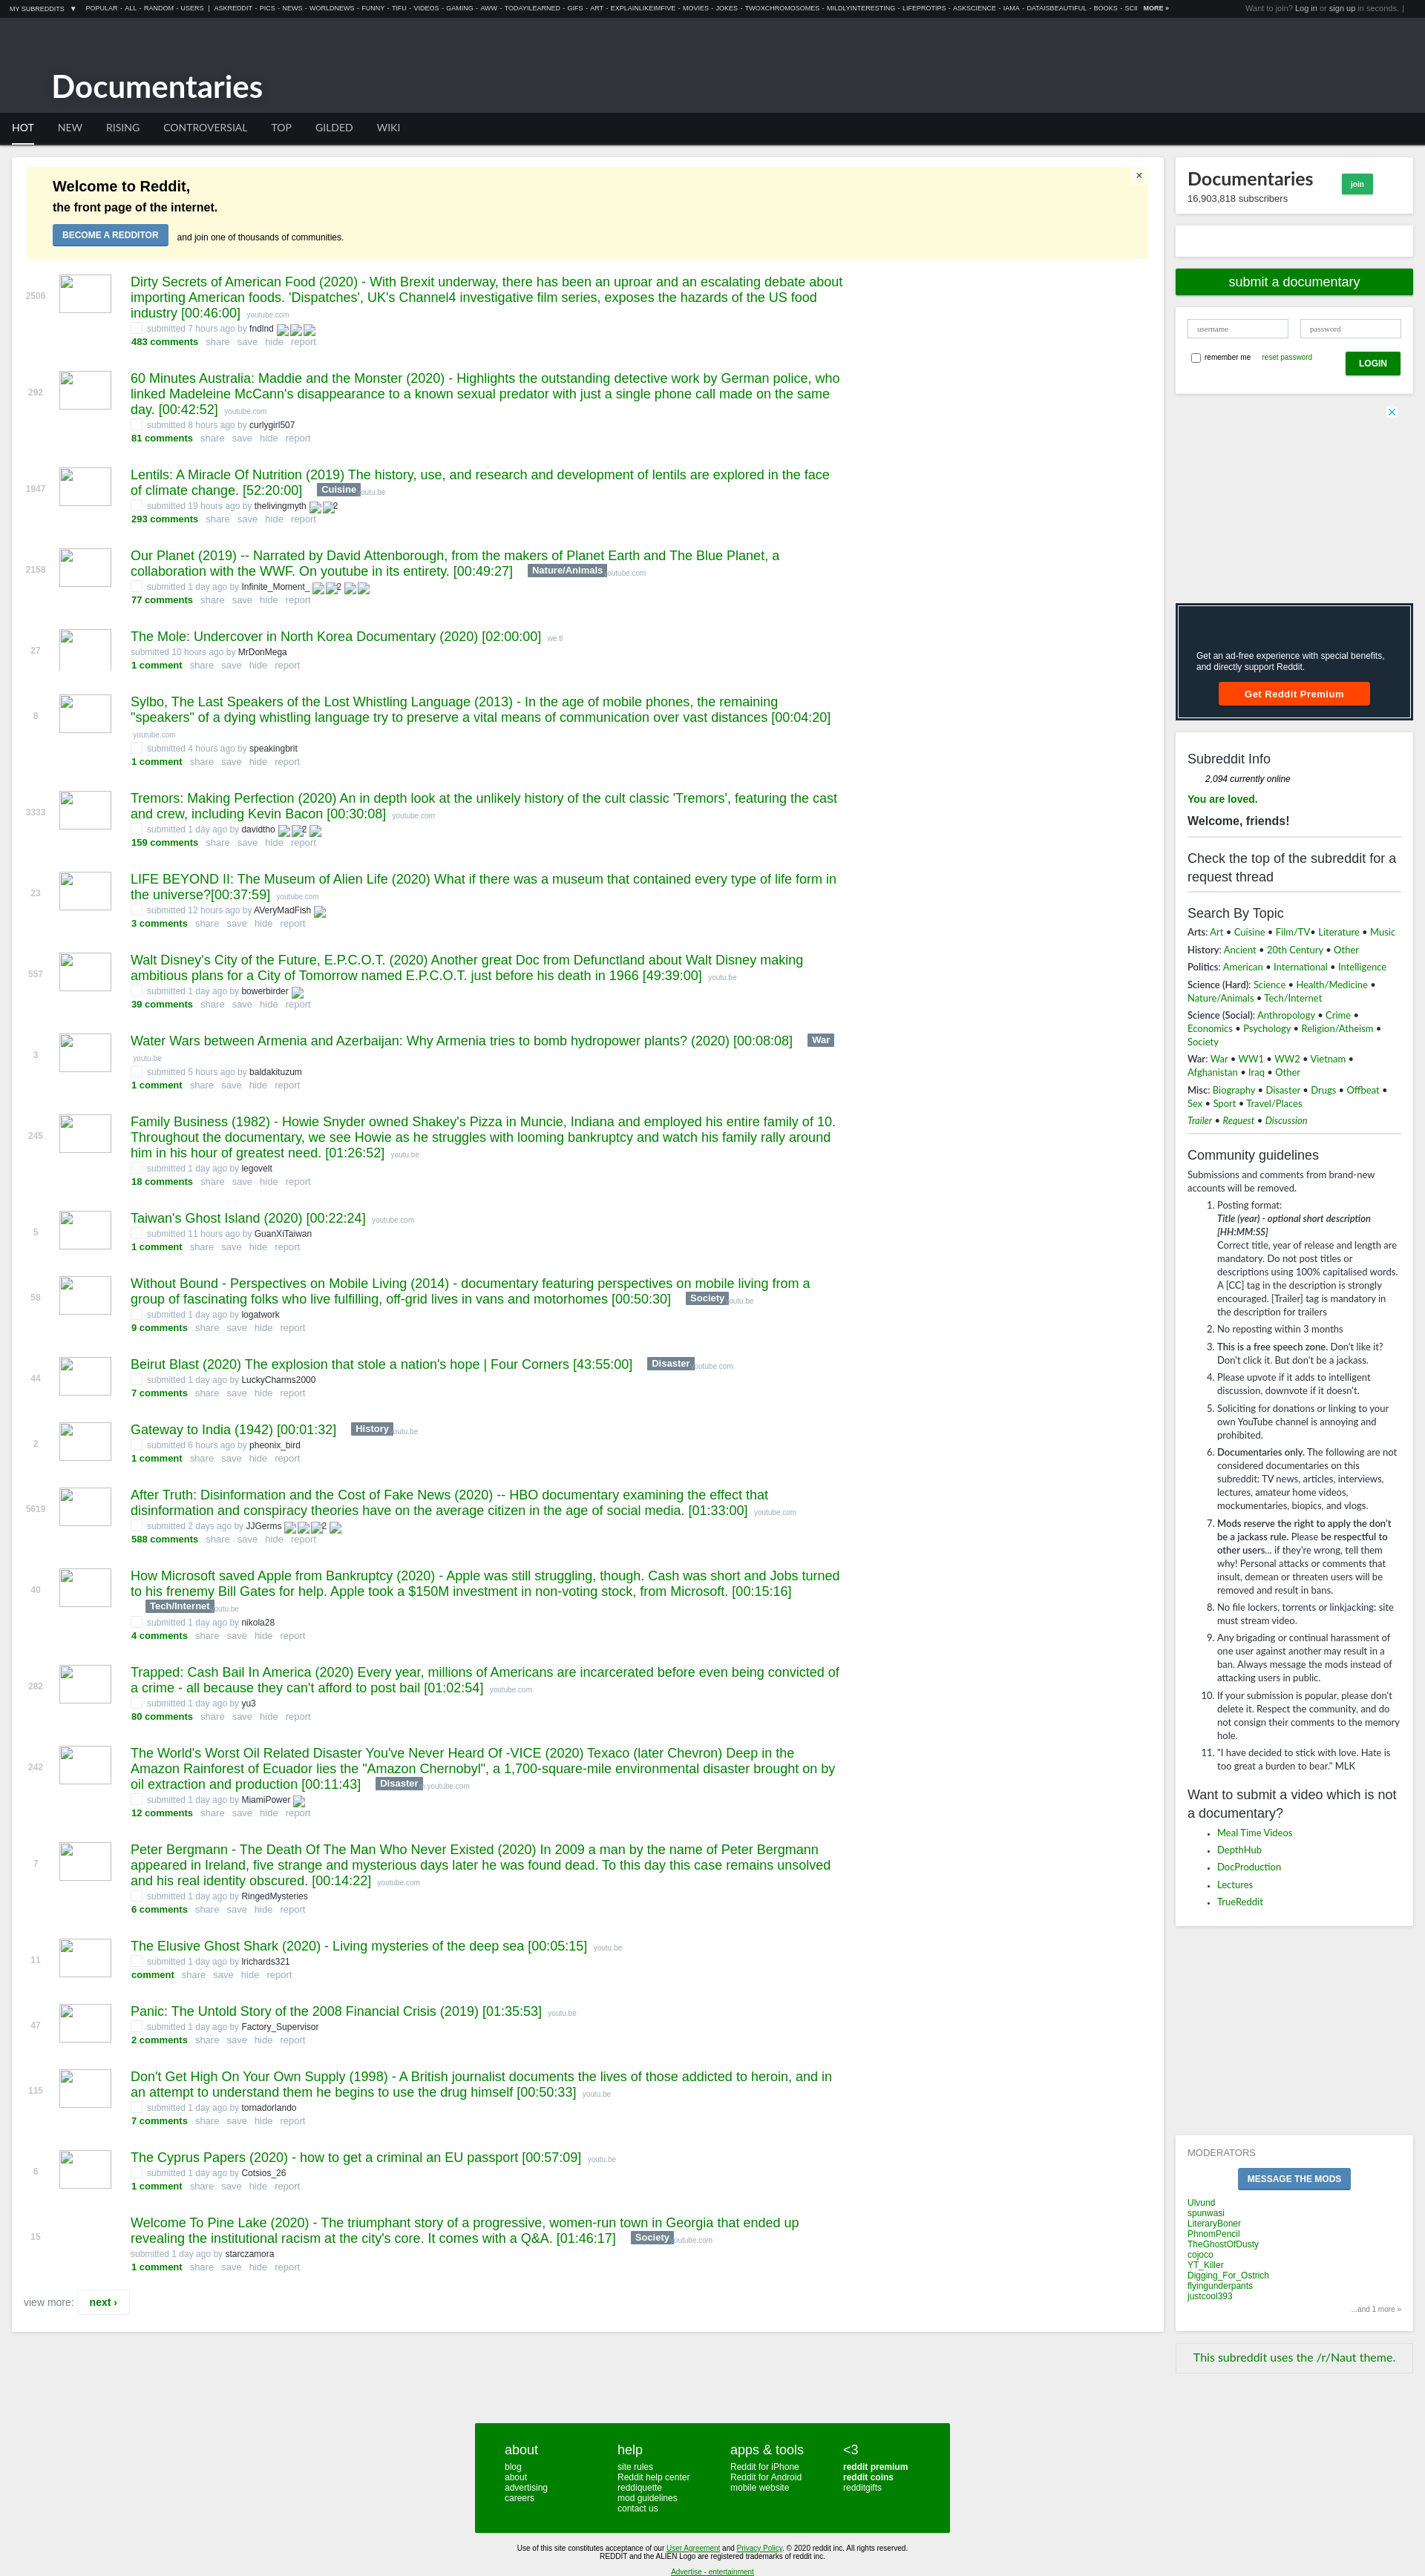 MY SUBREDDITS ▼ POPULAR - ALL - RANDOM - USERS | ASKREDDIT - PICS - NEWS - WORLDNEWS - FUNNY - TIFU - VIDEOS - GAMING - AWW - TODAYILEARNED - GIFS - ART - EXPLAINLIKEIMFIVE - MOVIES - JOKES - TWOXCHROMOSOMES - MILDLYINTERESTING - LIFEPROTIPS - ASKSCIENCE - IAMA - DATAISBEAUTIFUL - BOOKS - SCII MORE »
Want to join? Log in or sign up in seconds. |
Documentaries
HOT NEW RISING CONTROVERSIAL TOP GILDED WIKI
Welcome to Reddit,
the front page of the internet.
BECOME A REDDITOR and join one of thousands of communities.
×
2506
Dirty Secrets of American Food (2020) - With Brexit underway, there has been an uproar and an escalating debate about
importing American foods. 'Dispatches', UK's Channel4 investigative film series, exposes the hazards of the US food
industry [00:46:00] youtube.com
submitted 7 hours ago by fndlnd
483 comments share save hide report
292
60 Minutes Australia: Maddie and the Monster (2020) - Highlights the outstanding detective work by German police, who
linked Madeleine McCann's disappearance to a known sexual predator with just a single phone call made on the same
day. [00:42:52] youtube.com
submitted 8 hours ago by curlygirl507
81 comments share save hide report
1947
Lentils: A Miracle Of Nutrition (2019) The history, use, and research and development of lentils are explored in the face
of climate change. [52:20:00] Cuisine youtu.be
submitted 19 hours ago by thelivingmyth 2
293 comments share save hide report
2158
Our Planet (2019) -- Narrated by David Attenborough, from the makers of Planet Earth and The Blue Planet, a
collaboration with the WWF. On youtube in its entirety. [00:49:27] Nature/Animals youtube.com
submitted 1 day ago by Infinite_Moment_ 2
77 comments share save hide report
27
The Mole: Undercover in North Korea Documentary (2020) [02:00:00] we.tl
submitted 10 hours ago by MrDonMega
1 comment share save hide report
8
Sylbo, The Last Speakers of the Lost Whistling Language (2013) - In the age of mobile phones, the remaining
"speakers" of a dying whistling language try to preserve a vital means of communication over vast distances [00:04:20]
youtube.com
submitted 4 hours ago by speakingbrit
1 comment share save hide report
3333
Tremors: Making Perfection (2020) An in depth look at the unlikely history of the cult classic 'Tremors', featuring the cast
and crew, including Kevin Bacon [00:30:08] youtube.com
submitted 1 day ago by davidtho 2
159 comments share save hide report
23
LIFE BEYOND II: The Museum of Alien Life (2020) What if there was a museum that contained every type of life form in
the universe?[00:37:59] youtube.com
submitted 12 hours ago by AVeryMadFish
3 comments share save hide report
557
Walt Disney's City of the Future, E.P.C.O.T. (2020) Another great Doc from Defunctland about Walt Disney making
ambitious plans for a City of Tomorrow named E.P.C.O.T. just before his death in 1966 [49:39:00] youtu.be
submitted 1 day ago by bowerbirder
39 comments share save hide report
3
Water Wars between Armenia and Azerbaijan: Why Armenia tries to bomb hydropower plants? (2020) [00:08:08] War
youtu.be
submitted 5 hours ago by baldakituzum
1 comment share save hide report
245
Family Business (1982) - Howie Snyder owned Shakey's Pizza in Muncie, Indiana and employed his entire family of 10.
Throughout the documentary, we see Howie as he struggles with looming bankruptcy and watch his family rally around
him in his hour of greatest need. [01:26:52] youtu.be
submitted 1 day ago by legovelt
18 comments share save hide report
5
Taiwan's Ghost Island (2020) [00:22:24] youtube.com
submitted 11 hours ago by GuanXiTaiwan
1 comment share save hide report
58
Without Bound - Perspectives on Mobile Living (2014) - documentary featuring perspectives on mobile living from a
group of fascinating folks who live fulfilling, off-grid lives in vans and motorhomes [00:50:30] Society youtu.be
submitted 1 day ago by logatwork
9 comments share save hide report
44
Beirut Blast (2020) The explosion that stole a nation's hope | Four Corners [43:55:00] Disaster youtube.com
submitted 1 day ago by LuckyCharms2000
7 comments share save hide report
2
Gateway to India (1942) [00:01:32] History youtu.be
submitted 6 hours ago by pheonix_bird
1 comment share save hide report
5619
After Truth: Disinformation and the Cost of Fake News (2020) -- HBO documentary examining the effect that
disinformation and conspiracy theories have on the average citizen in the age of social media. [01:33:00] youtube.com
submitted 2 days ago by JJGerms 2
588 comments share save hide report
40
How Microsoft saved Apple from Bankruptcy (2020) - Apple was still struggling, though. Cash was short and Jobs turned
to his frenemy Bill Gates for help. Apple took a $150M investment in non-voting stock, from Microsoft. [00:15:16]
Tech/Internet youtu.be
submitted 1 day ago by nikola28
4 comments share save hide report
282
Trapped: Cash Bail In America (2020) Every year, millions of Americans are incarcerated before even being convicted of
a crime - all because they can't afford to post bail [01:02:54] youtube.com
submitted 1 day ago by yu3
80 comments share save hide report
242
The World's Worst Oil Related Disaster You've Never Heard Of -VICE (2020) Texaco (later Chevron) Deep in the
Amazon Rainforest of Ecuador lies the "Amazon Chernobyl", a 1,700-square-mile environmental disaster brought on by
oil extraction and production [00:11:43] Disaster .youtube.com
submitted 1 day ago by MiamiPower
12 comments share save hide report
7
Peter Bergmann - The Death Of The Man Who Never Existed (2020) In 2009 a man by the name of Peter Bergmann
appeared in Ireland, five strange and mysterious days later he was found dead. To this day this case remains unsolved
and his real identity obscured. [00:14:22] youtube.com
submitted 1 day ago by RingedMysteries
6 comments share save hide report
11
The Elusive Ghost Shark (2020) - Living mysteries of the deep sea [00:05:15] youtu.be
submitted 1 day ago by lrichards321
comment share save hide report
47
Panic: The Untold Story of the 2008 Financial Crisis (2019) [01:35:53] youtu.be
submitted 1 day ago by Factory_Supervisor
2 comments share save hide report
115
Don't Get High On Your Own Supply (1998) - A British journalist documents the lives of those addicted to heroin, and in
an attempt to understand them he begins to use the drug himself [00:50:33] youtu.be
submitted 1 day ago by tornadorlando
7 comments share save hide report
6
The Cyprus Papers (2020) - how to get a criminal an EU passport [00:57:09] youtu.be
submitted 1 day ago by Cotsios_26
1 comment share save hide report
15
Welcome To Pine Lake (2020) - The triumphant story of a progressive, women-run town in Georgia that ended up
revealing the institutional racism at the city's core. It comes with a Q&A. [01:46:17] Society youtube.com
submitted 1 day ago by starczamora
1 comment share save hide report
view more: next ›
Documentaries
join
16,903,818 subscribers
submit a documentary
username password
remember me reset password LOGIN
Get an ad-free experience with special benefits,
and directly support Reddit.
Get Reddit Premium
Subreddit Info
2,094 currently online
You are loved.
Welcome, friends!
Check the top of the subreddit for a
request thread
Search By Topic
Arts: Art • Cuisine • Film/TV• Literature • Music
History: Ancient • 20th Century • Other
Politics: American • International • Intelligence
Science (Hard): Science • Health/Medicine •
Nature/Animals • Tech/Internet
Science (Social): Anthropology • Crime •
Economics • Psychology • Religion/Atheism •
Society
War: War • WW1 • WW2 • Vietnam •
Afghanistan • Iraq • Other
Misc: Biography • Disaster • Drugs • Offbeat •
Sex • Sport • Travel/Places
Trailer • Request • Discussion
Community guidelines
Submissions and comments from brand-new
accounts will be removed.
1. Posting format:
Title (year) - optional short description
[HH:MM:SS]
Correct title, year of release and length are
mandatory. Do not post titles or
descriptions using 100% capitalised words.
A [CC] tag in the description is strongly
encouraged. [Trailer] tag is mandatory in
the description for trailers
2. No reposting within 3 months
3. This is a free speech zone. Don't like it?
Don't click it. But don't be a jackass.
4. Please upvote if it adds to intelligent
discussion, downvote if it doesn't.
5. Soliciting for donations or linking to your
own YouTube channel is annoying and
prohibited.
6. Documentaries only. The following are not
considered documentaries on this
subreddit: TV news, articles, interviews,
lectures, amateur home videos,
mockumentaries, biopics, and vlogs.
7. Mods reserve the right to apply the don't
be a jackass rule. Please be respectful to
other users... if they're wrong, tell them
why! Personal attacks or comments that
insult, demean or threaten users will be
removed and result in bans.
8. No file lockers, torrents or linkjacking: site
must stream video.
9. Any brigading or continual harassment of
one user against another may result in a
ban. Always message the mods instead of
attacking users in public.
10. If your submission is popular, please don't
delete it. Respect the community, and do
not consign their comments to the memory
hole.
11. "I have decided to stick with love. Hate is
too great a burden to bear." MLK
Want to submit a video which is not
a documentary?
• Meal Time Videos
• DepthHub
• DocProduction
• Lectures
• TrueReddit
MODERATORS
MESSAGE THE MODS
Ulvund
spunwasi
LiteraryBoner
PhnomPencil
TheGhostOfDusty
cojoco
YT_Killer
Digging_For_Ostrich
flyingunderpants
justcool393
...and 1 more »
This subreddit uses the /r/Naut theme.
about
blog
about
advertising
careers
help
site rules
Reddit help center
reddiquette
mod guidelines
contact us
apps & tools
Reddit for iPhone
Reddit for Android
mobile website
<3
reddit premium
reddit coins
redditgifts
Use of this site constitutes acceptance of our User Agreement and Privacy Policy. © 2020 reddit inc. All rights reserved.
REDDIT and the ALIEN Logo are registered trademarks of reddit inc.
Advertise - entertainment